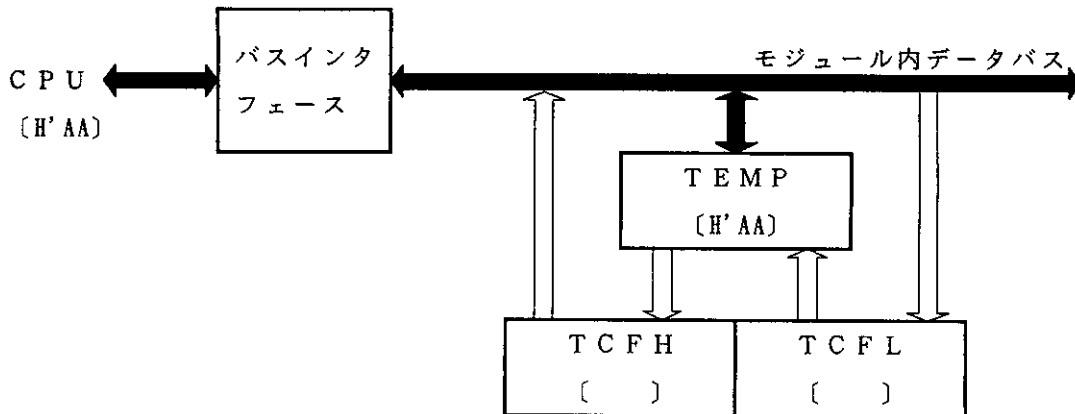 バスインタ
フェース
CPU
〔H'AA〕
モジュール内データバス
TEMP
〔H'AA〕
TCFH
〔 〕
TCFL
〔 〕